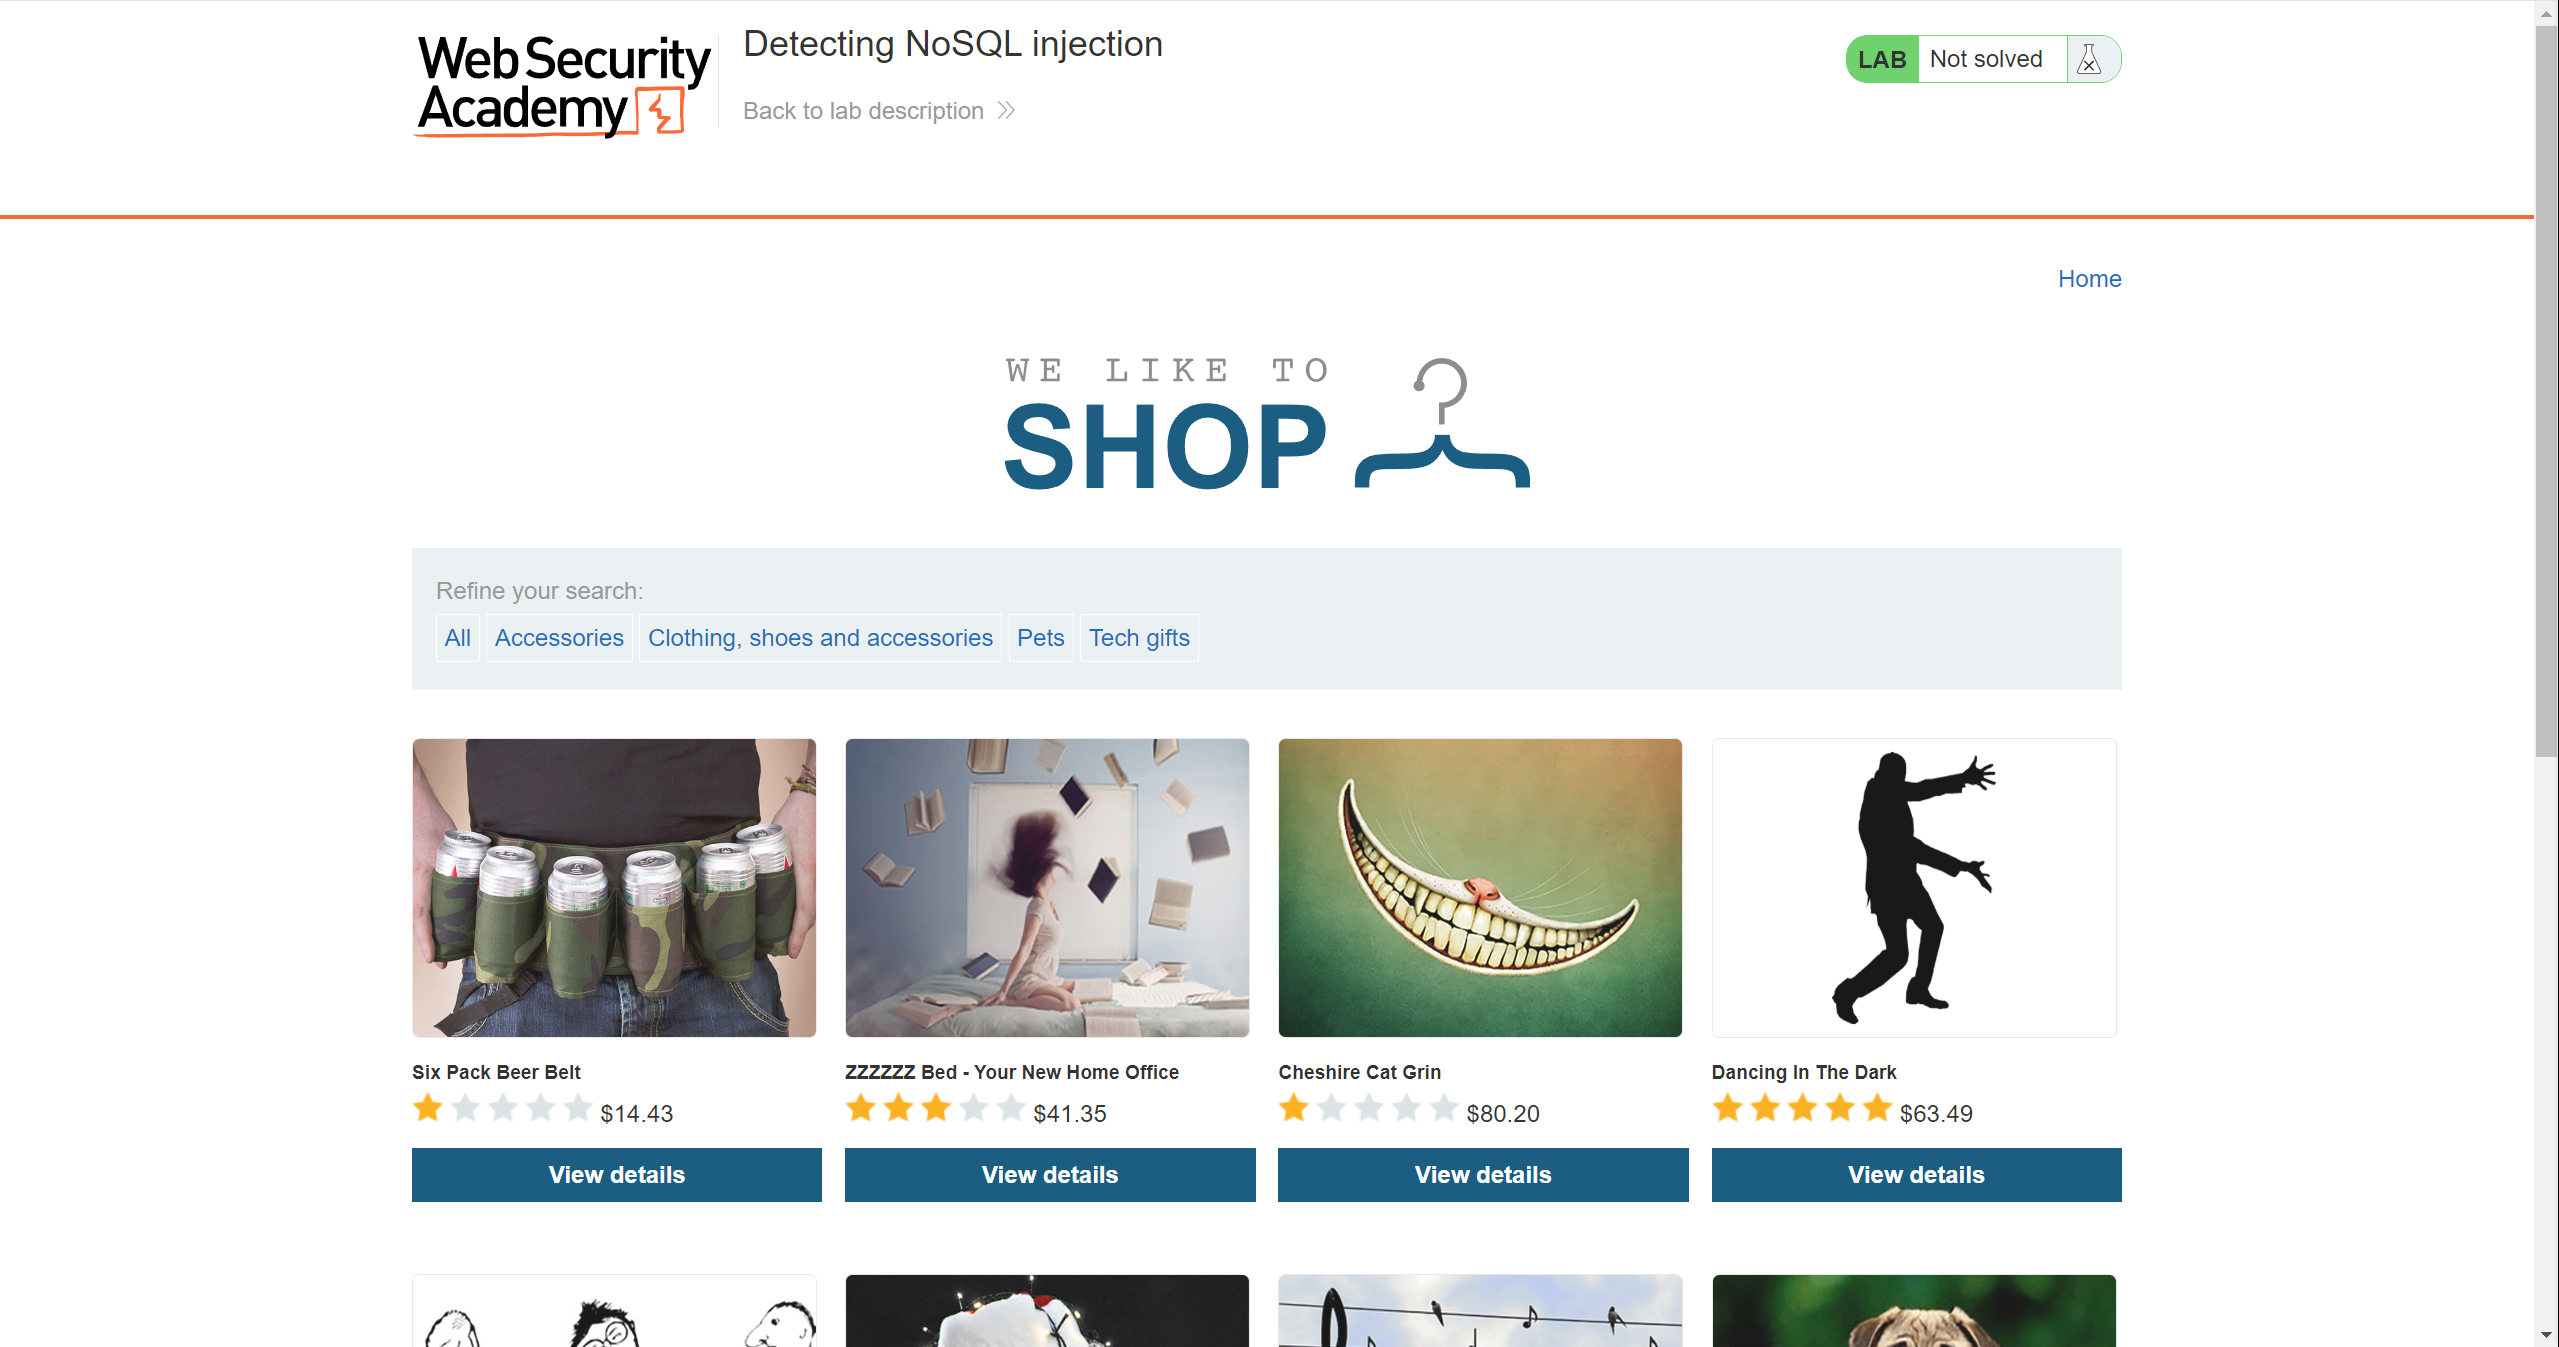 Web Security
Academy
Detecting NoSQL injection
Back to lab description
LAB Not solved
Home
WE LIKE TO
SHOP
Refine your search:
All Accessories Clothing, shoes and accessories Pets Tech gifts
Six Pack Beer Belt ZZZZZZ Bed - Your New Home Office Cheshire Cat Grin Dancing In The Dark
$14.43 $41.35 $80.20 $63.49
View details View details View details View details